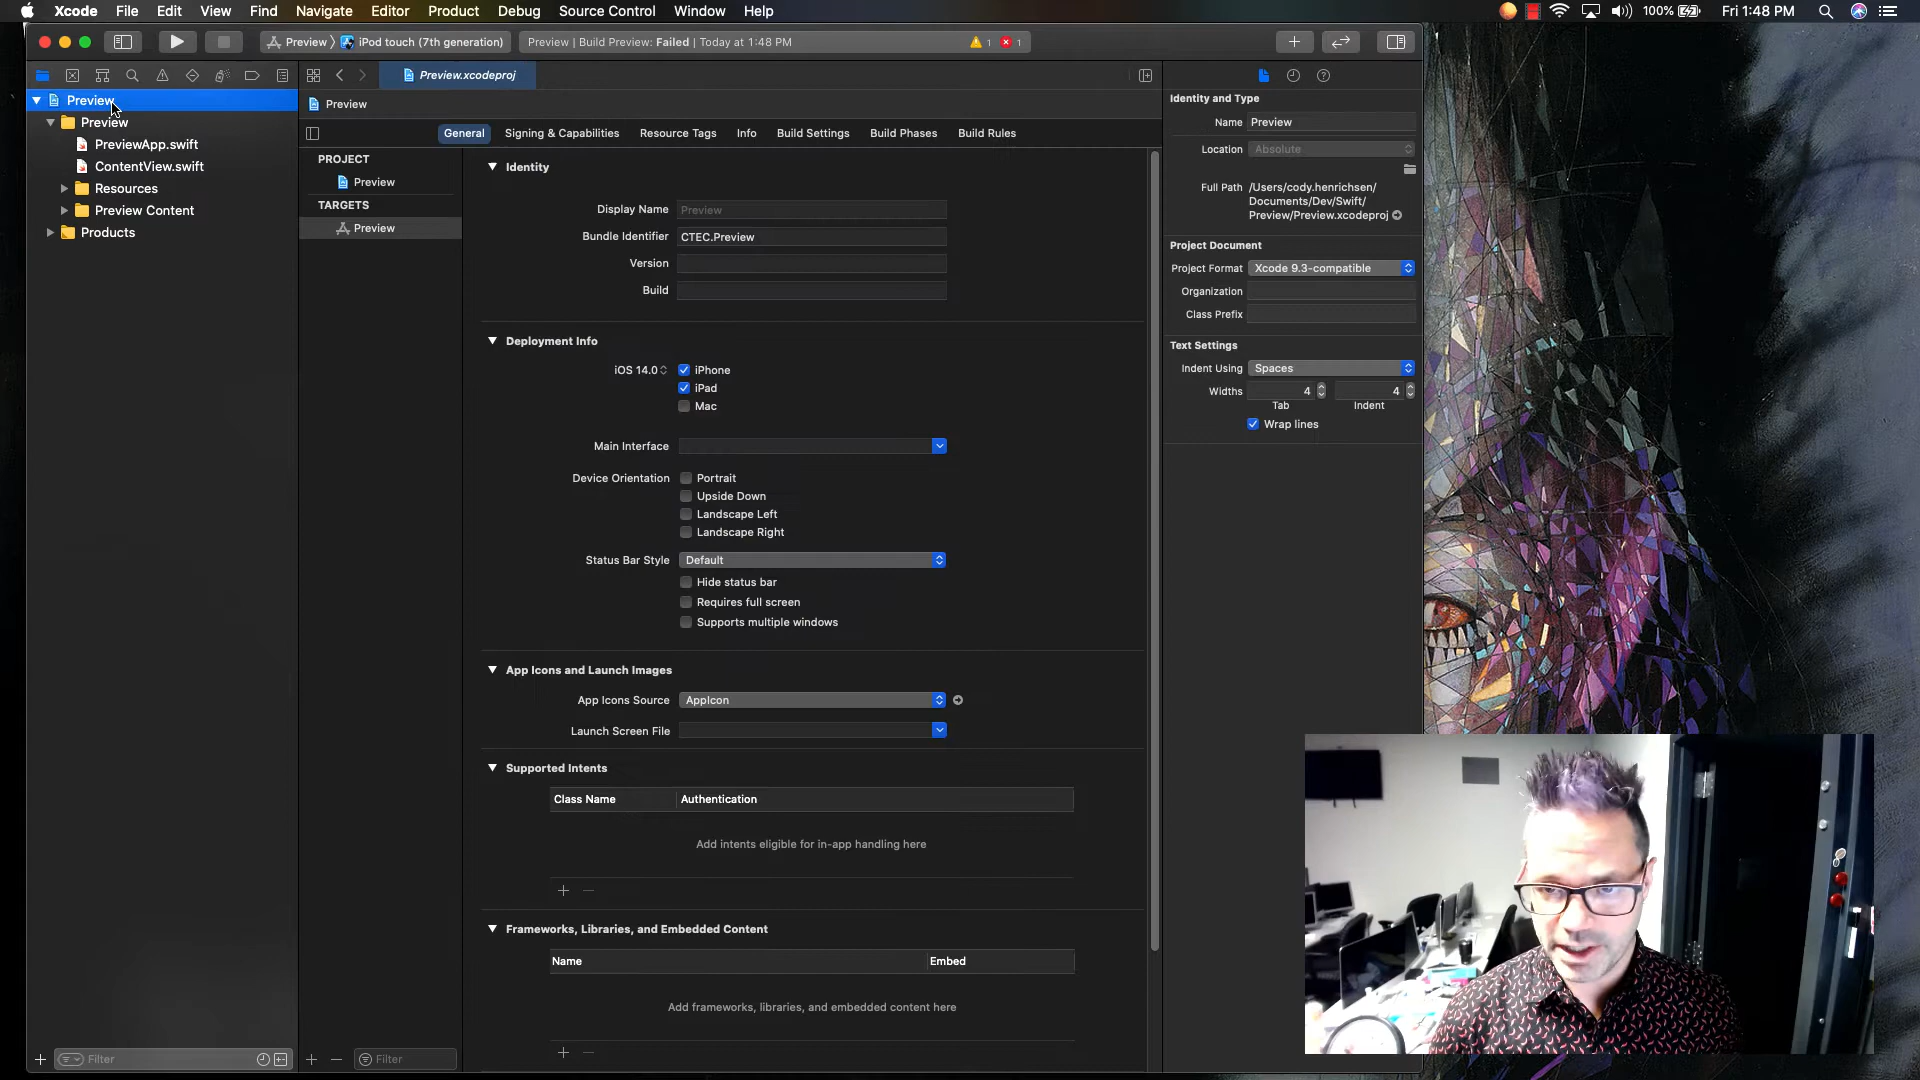 Xcode File Edit View Find Navigate Editor Product Debug Source Control Window Help 100% Fri 1:48 PM
Preview iPod touch (7th generation) Preview | Build Preview: Failed | Today at 1:48 PM 1 1
Preview.xcodeproj
Preview
Preview
PreviewApp.swift
ContentView.swift
Resources
Preview Content
Products
Filter
Preview
General Signing & Capabilities Resource Tags Info Build Settings Build Phases Build Rules
PROJECT
Preview
TARGETS
Preview
Filter
Identity
Display Name Preview
Bundle Identifier CTEC.Preview
Version
Build
Deployment Info
iOS 14.0 iPhone
iPad
Mac
Main Interface
Device Orientation Portrait
Upside Down
Landscape Left
Landscape Right
Status Bar Style Default
Hide status bar
Requires full screen
Supports multiple windows
App Icons and Launch Images
App Icons Source AppIcon
Launch Screen File
Supported Intents
Class Name Authentication
Add intents eligible for in-app handling here
Frameworks, Libraries, and Embedded Content
Name Embed
Add frameworks, libraries, and embedded content here
Identity and Type
Name Preview
Location Absolute
Full Path /Users/cody.henrichsen/
Documents/Dev/Swift/
Preview/Preview.xcodeproj
Project Document
Project Format Xcode 9.3-compatible
Organization
Class Prefix
Text Settings
Indent Using Spaces
Widths 4 4
Tab Indent
Wrap lines